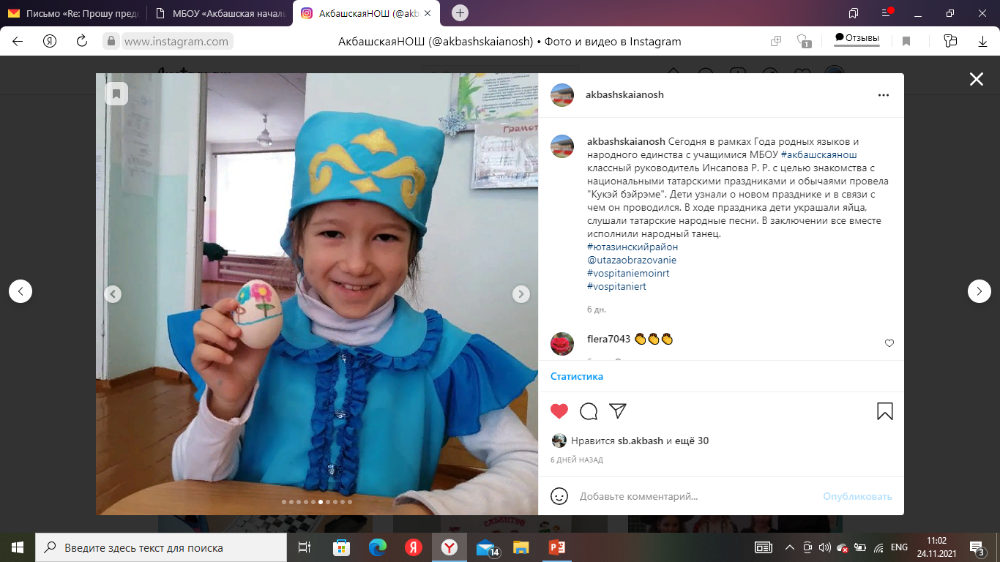 Письмо «Re: Прошу предс
МБОУ «Акбашская началь
АкбашскаяНОШ (@akb
www.instagram.com
АкбашскаяНОШ (@akbashskaianosh) • Фото и видео в Instagram
Отзывы
1
Грамот
akbashskaianosh
akbashskaianosh Сегодня в рамках Года родных языков и
народного единства с учащимися МБОУ #акбашскаянош
классный руководитель Инсапова Р. Р. с целью знакомства с
национальными татарскими праздниками и обычаями провела
"Кукэй бэйрэме". Дети узнали о новом празднике и в связи с
чем он проводился. В ходе праздника дети украшали яйца,
слушали татарские народные песни. В заключении все вместе
исполнили народный танец.
#ютазинскийрайон
@utazaobrazovanie
#vospitaniemoinrt
#vospitaniert
6 дн.
flera7043 👏👏👏
Статистика
Нравится sb.akbash и ещё 30
6 ДНЕЙ НАЗАД
Добавьте комментарий...
Опубликовать
Введите здесь текст для поиска
14
ENG
11:02
24.11.2021
3